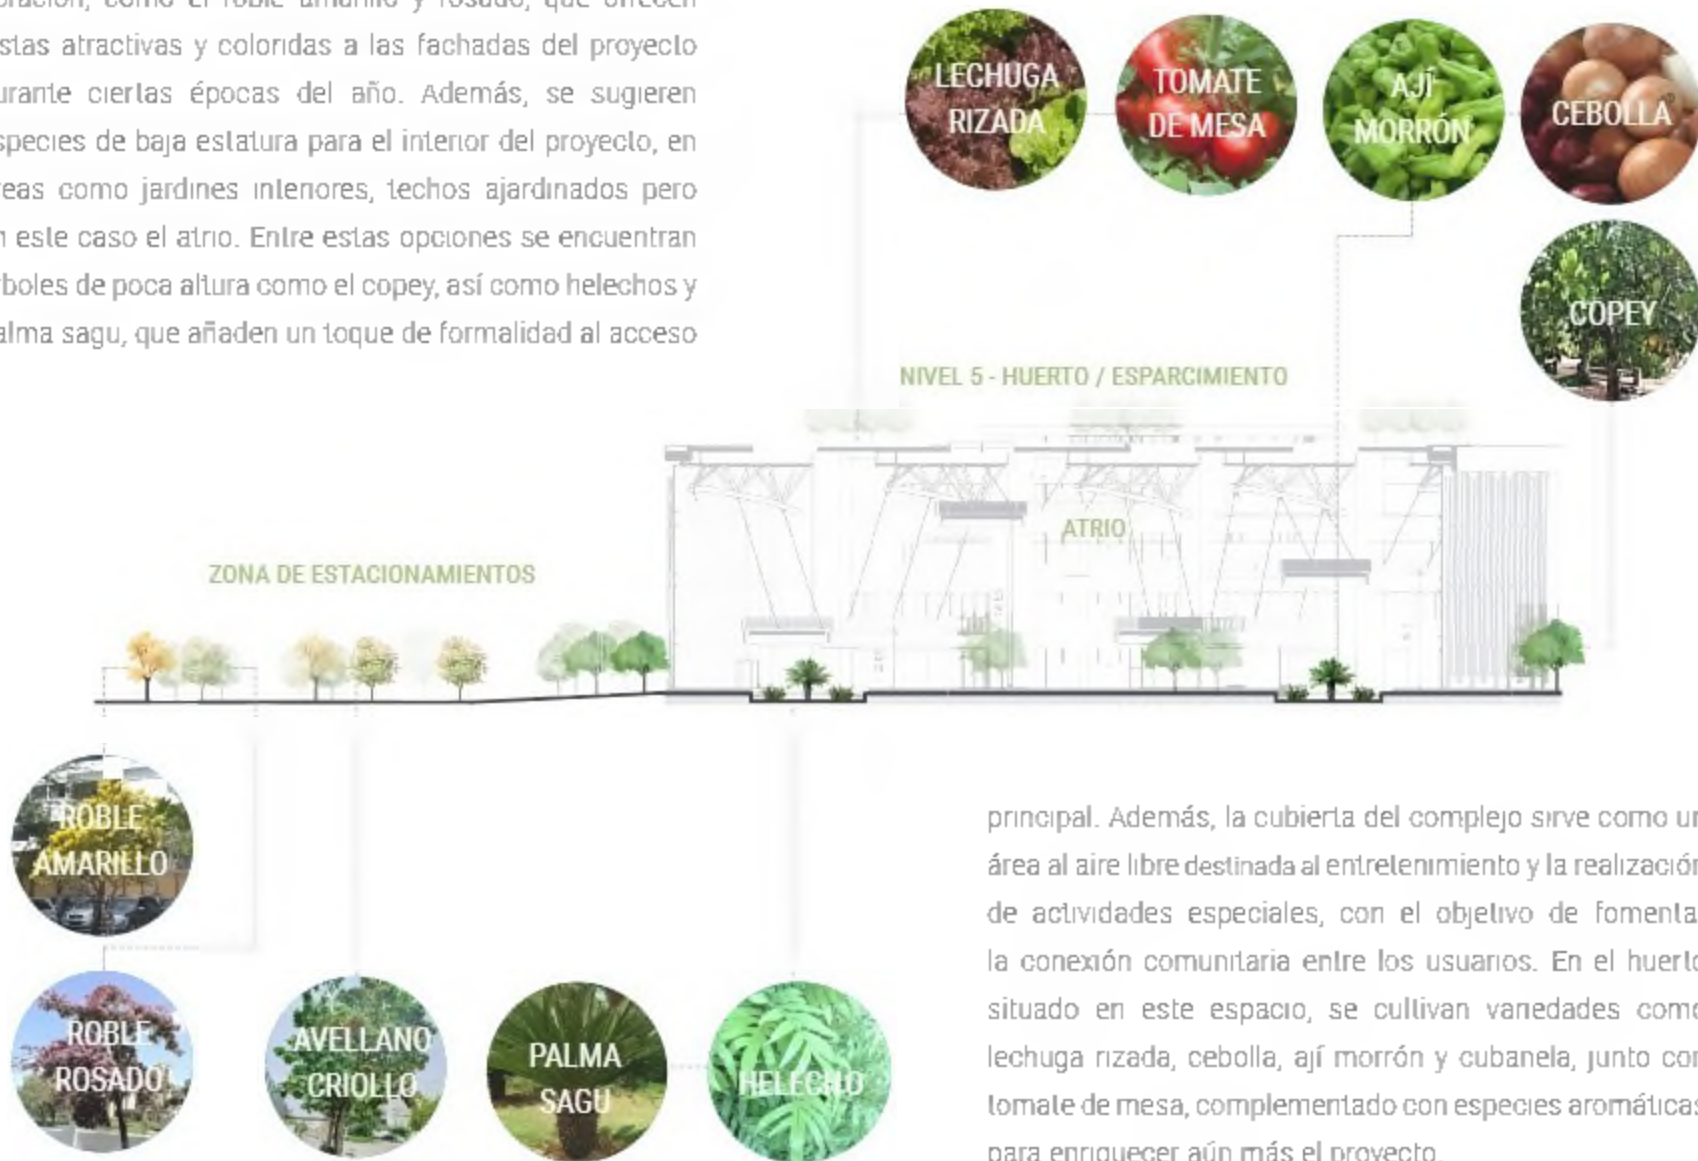 como el roble amarillo y rosado, que ofrecen
atractivas y coloridas a las fachadas del proyecto
ciertas épocas del año. Además, se sugieren
de baja estatura para el interior del proyecto, en
como jardines interiores, techos ajardinados pero
este caso el atrio. Entre estas opciones se encuentran
de poca altura como el copey, así como helechos y
sagu, que añaden un toque de formalidad al acceso
LECHUGA
RIZADA
TOMATE
DE MESA
AJÍ
MORRÓN
CEBOLLA
COPEY
NIVEL 5 - HUERTO / ESPARCIMIENTO
ATRIO
ZONA DE ESTACIONAMIENTOS
ROBLE
AMARILLO
ROBLE
ROSADO
AVELLANO
CRIOLLO
PALMA
SAGU
HELECHO
principal. Además, la cubierta del complejo sirve como un
área al aire libre destinada al entretenimiento y la realización
de actividades especiales, con el objetivo de
la conexión comunitaria entre los usuarios. En el huerto
situado en este espacio, se cultivan variedades como
lechuga rizada, cebolla, ají morrón y cubanela, junto con
tomate de mesa, complementado con especies aromáticas
para enriquecer aún más el proyecto.